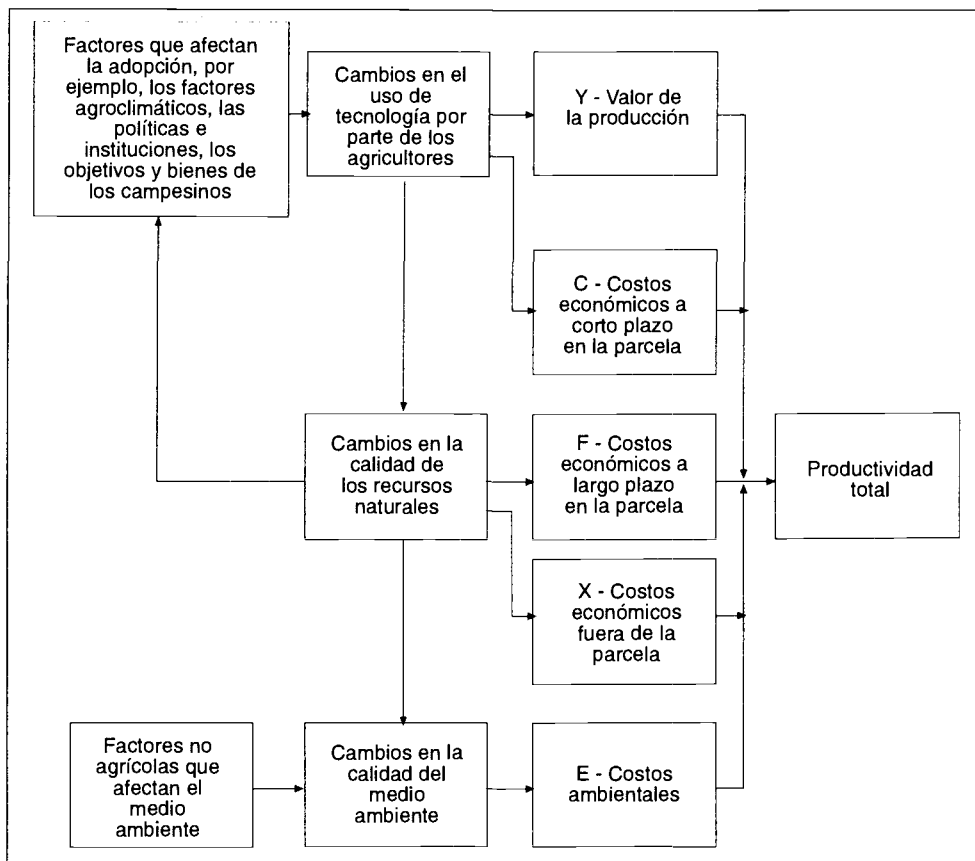 Factores que afectan
la adopción, por
ejemplo, los factores
agroclimáticos, las
políticas e
instituciones, los
objetivos y bienes de
los campesinos
Cambios en el
uso de
tecnología por
parte de los
agricultores
Y - Valor de
la producción
C - Costos
económicos a
corto plazo
en la parcela
Cambios en la
calidad de
los recursos
naturales
F - Costos
económicos a
largo plazo
en la parcela
Productividad
total
X - Costos
económicos
fuera de la
parcela
Factores no
agrícolas que
afectan el
medio
ambiente
Cambios en la
calidad del
medio
ambiente
E - Costos
ambientales